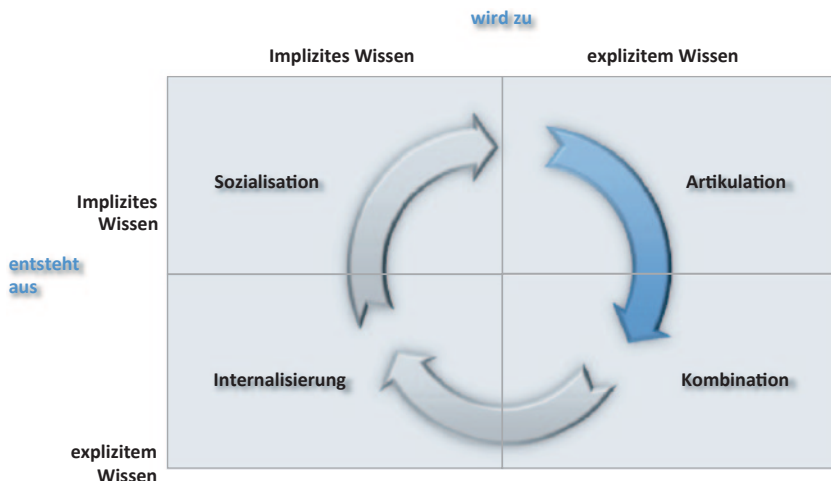 wird zu
Implizites Wissen
explizitem Wissen
Sozialisation
Artikulation
Implizites
Wissen
entsteht
aus
Internalisierung
Kombination
explizitem
Wissen